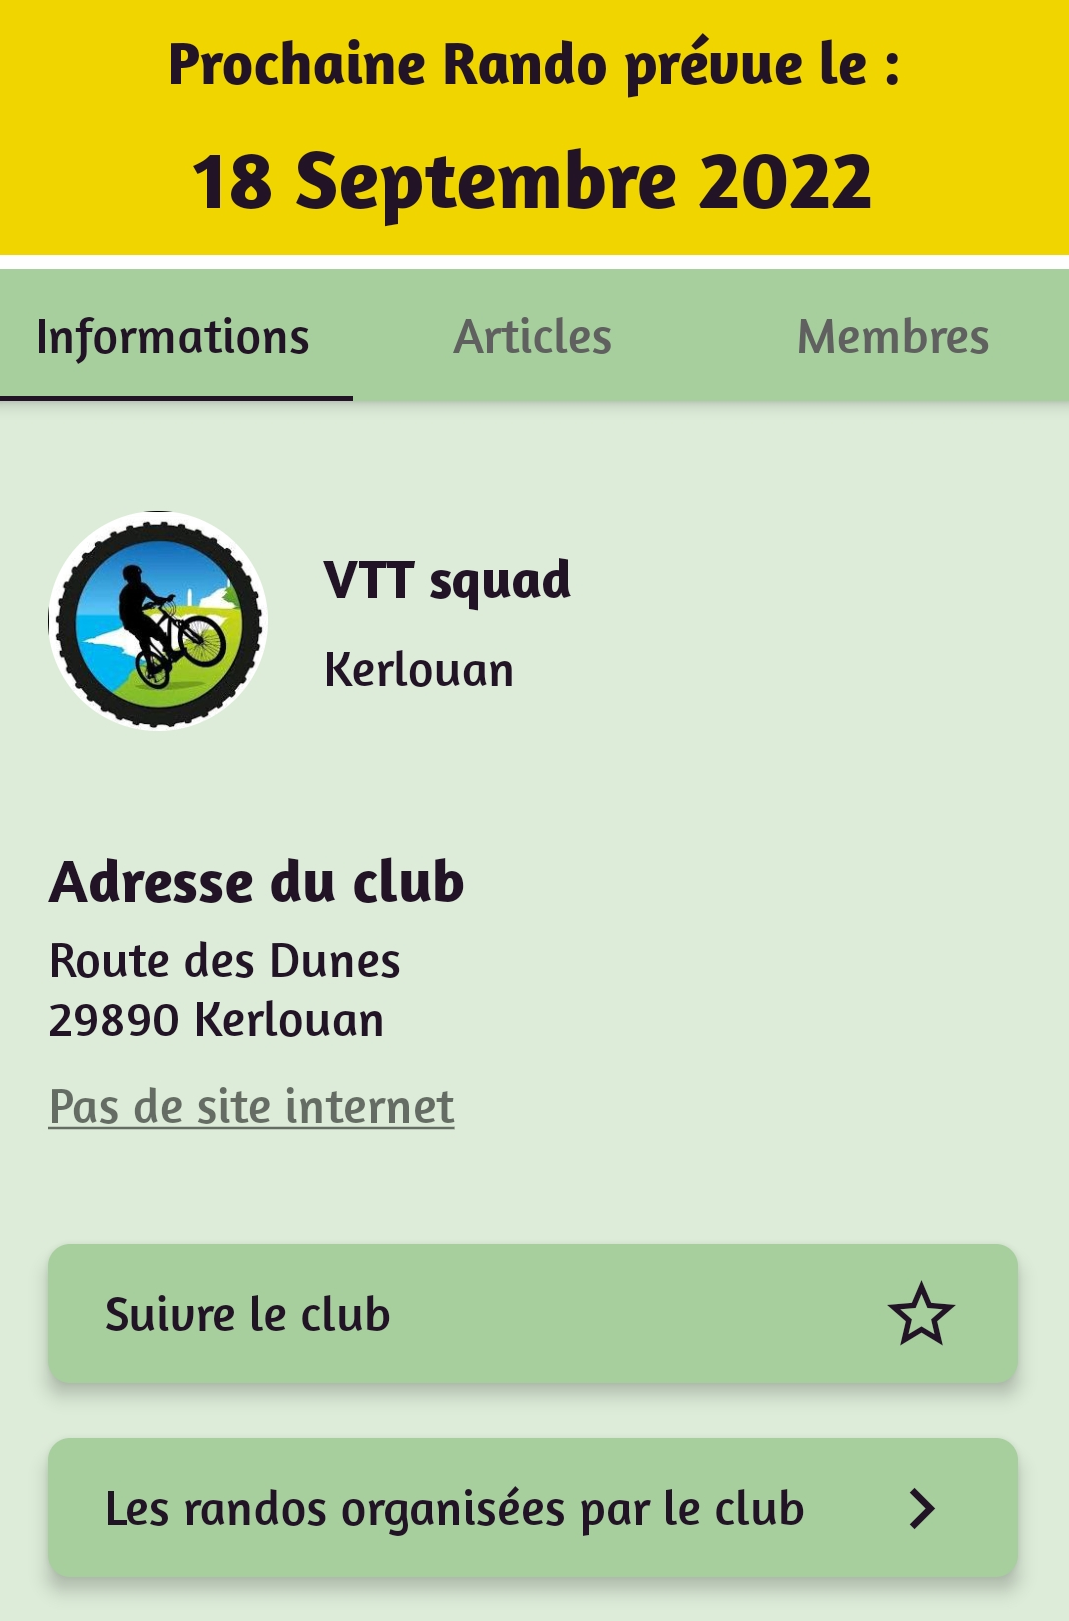 Prochaine Rando prévue le :
18 Septembre 2022
Informations Articles Membres
VTT squad
Kerlouan
Adresse du club
Route des Dunes
29890 Kerlouan
Pas de site internet
Suivre le club
Les randos organisées par le club